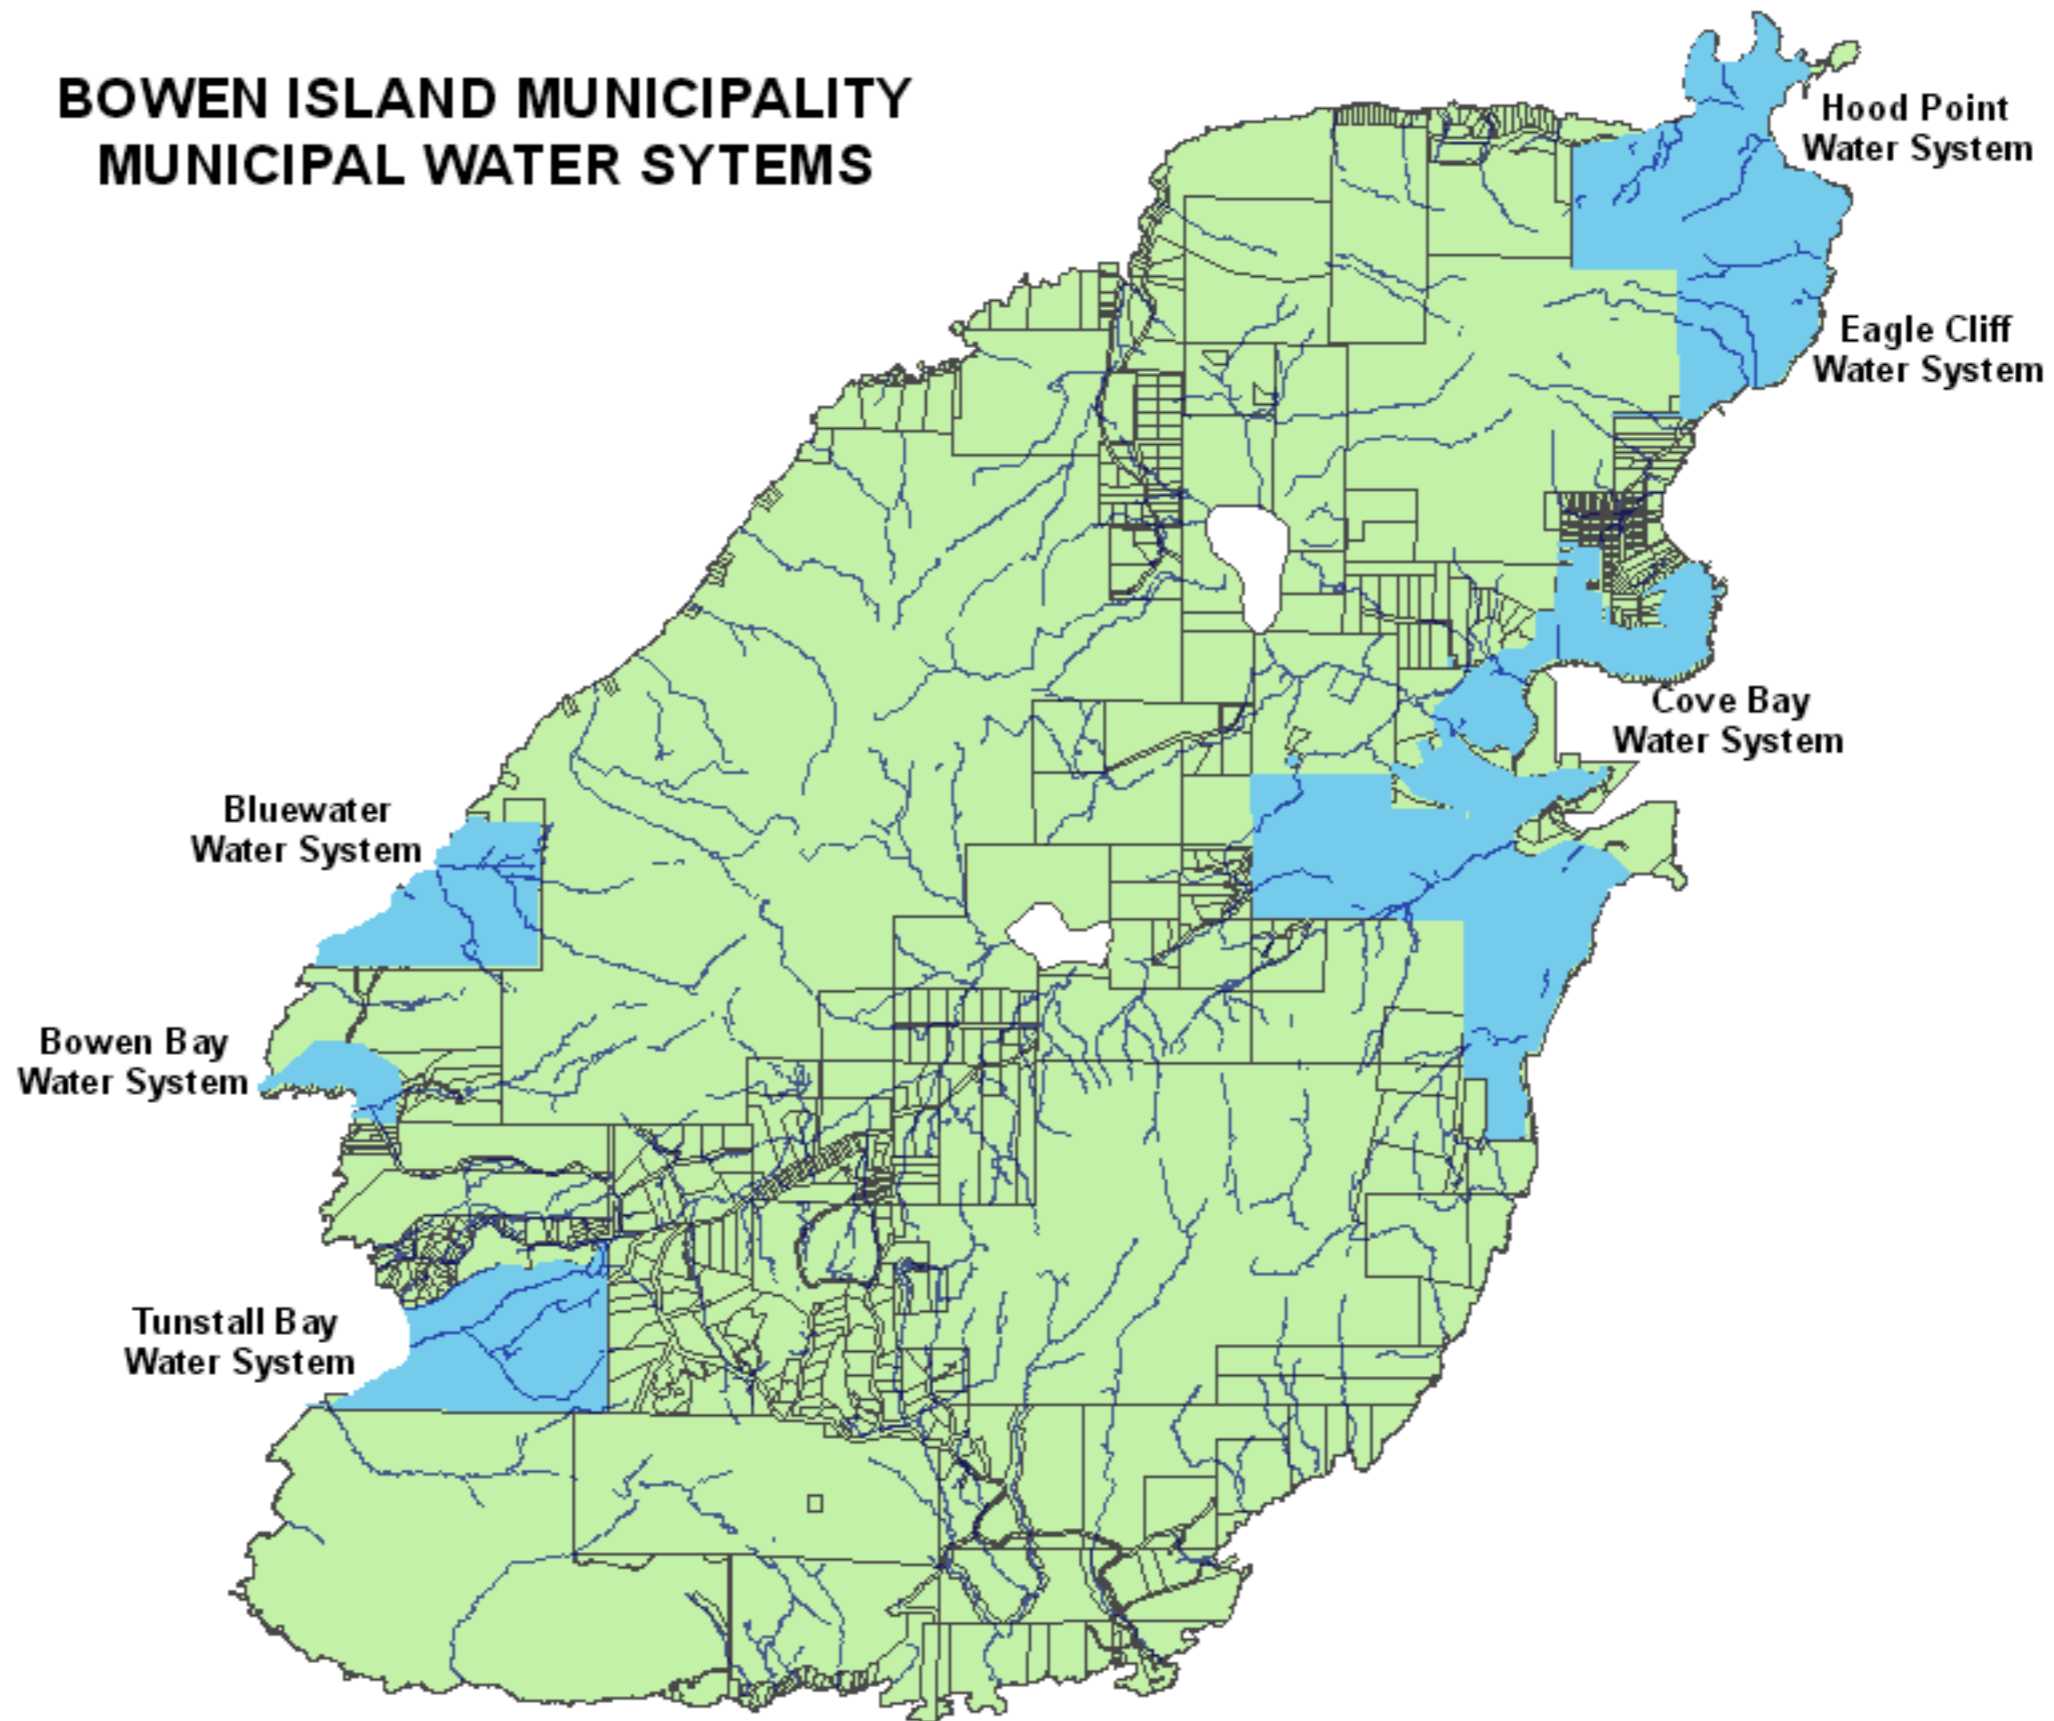 BOWEN ISLAND MUNICIPALITY
MUNICIPAL WATER SYTEMS
Hood Point
Water System
Eagle Cliff
Water System
Cove Bay
Water System
Bluewater
Water System
Bowen Bay
Water System
Tunstall Bay
Water System